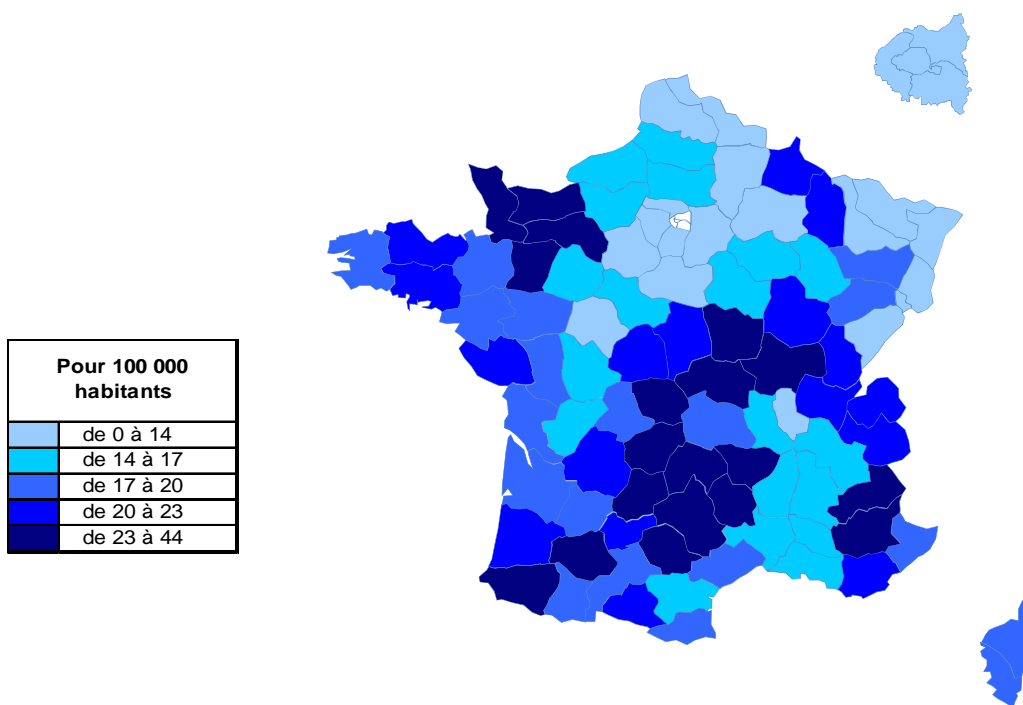 Pour 100 000
habitants
de 0 à 14
de 14 à 17
de 17 à 20
de 20 à 23
de 23 à 44